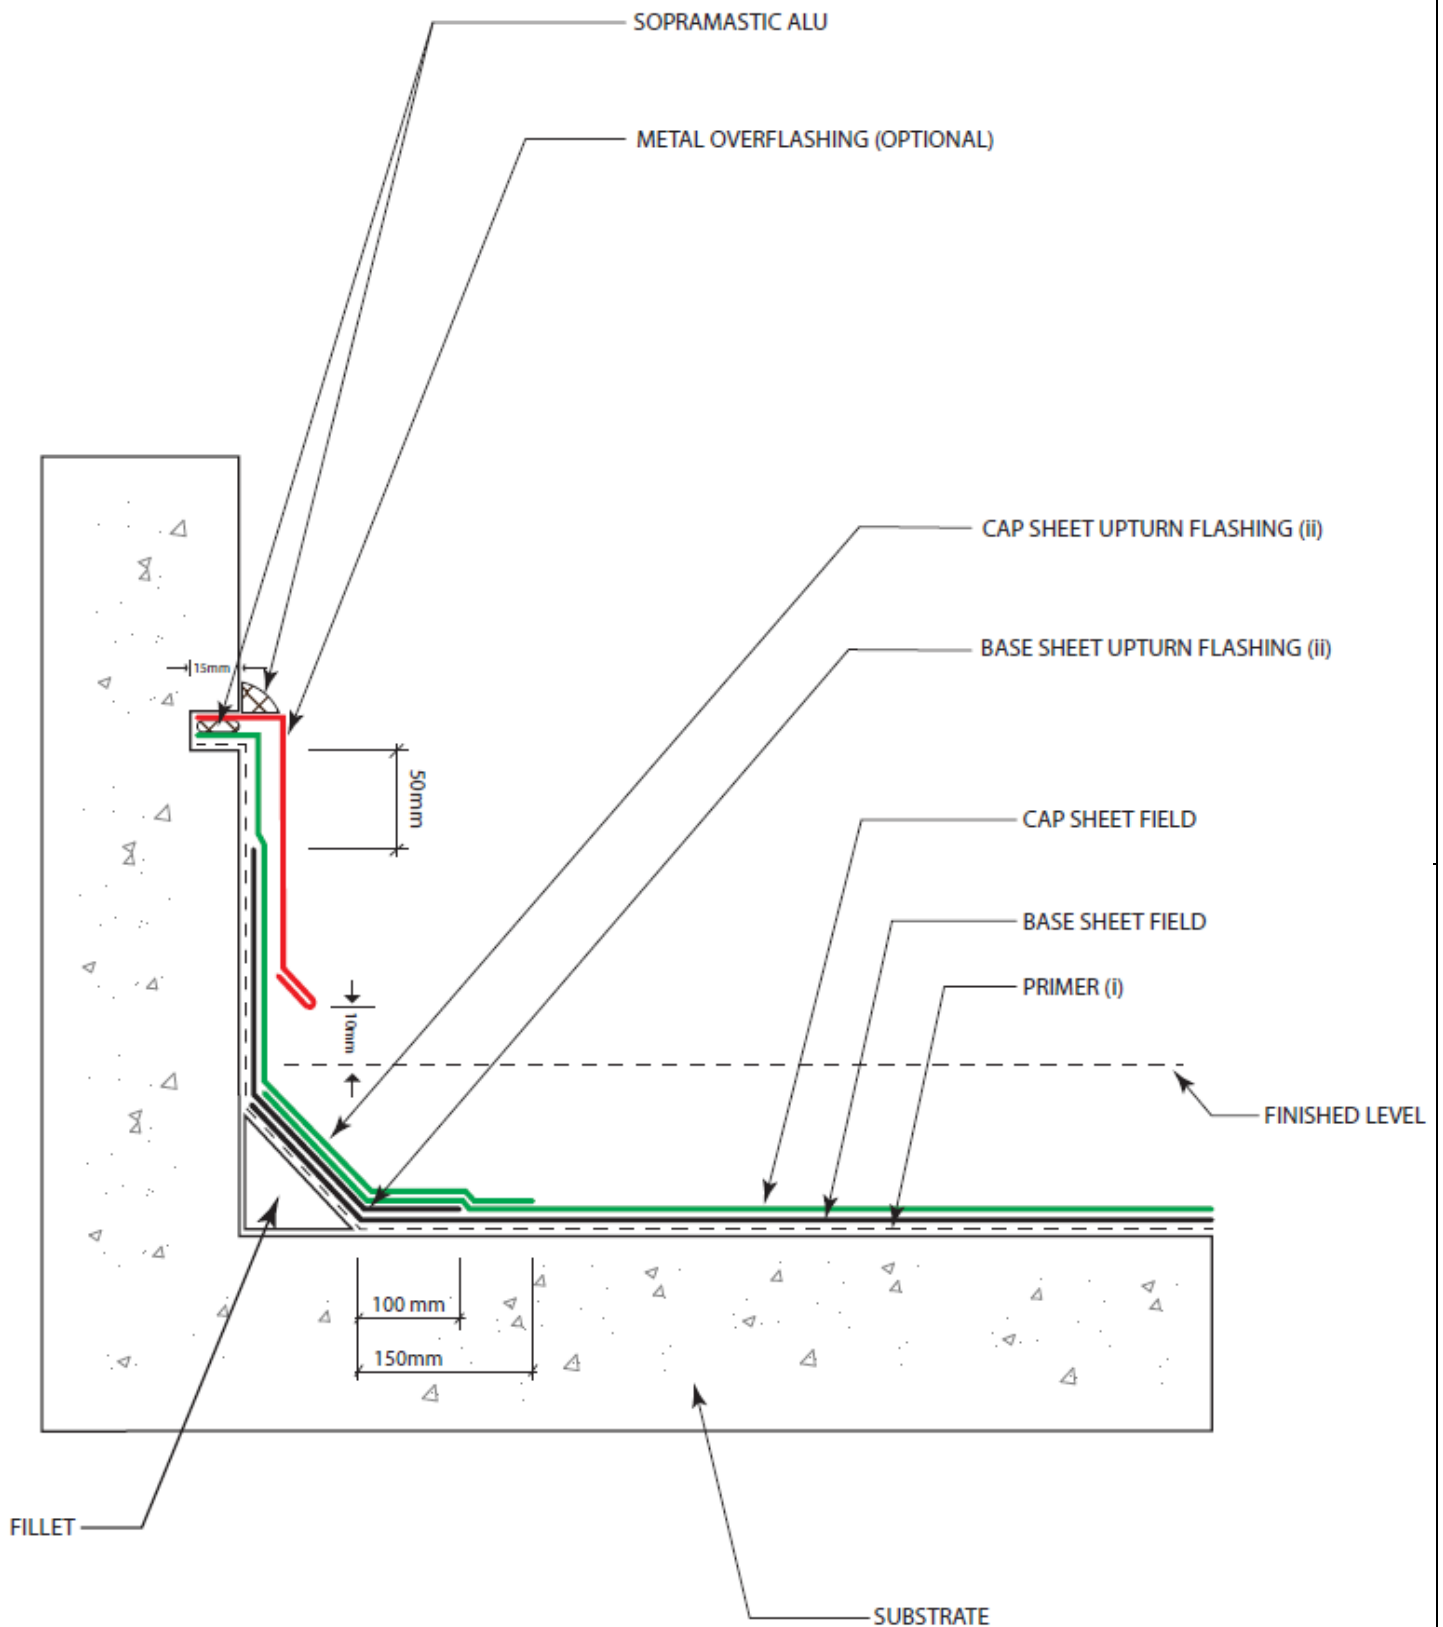 SOPRAMASTIC ALU
METAL OVERFLASHING (OPTIONAL)
CAP SHEET UPTURN FLASHING (ii)
BASE SHEET UPTURN FLASHING (ii)
15mm
50mm
CAP SHEET FIELD
BASE SHEET FIELD
PRIMER (i)
10mm
FINISHED LEVEL
100 mm
150mm
FILLET
SUBSTRATE